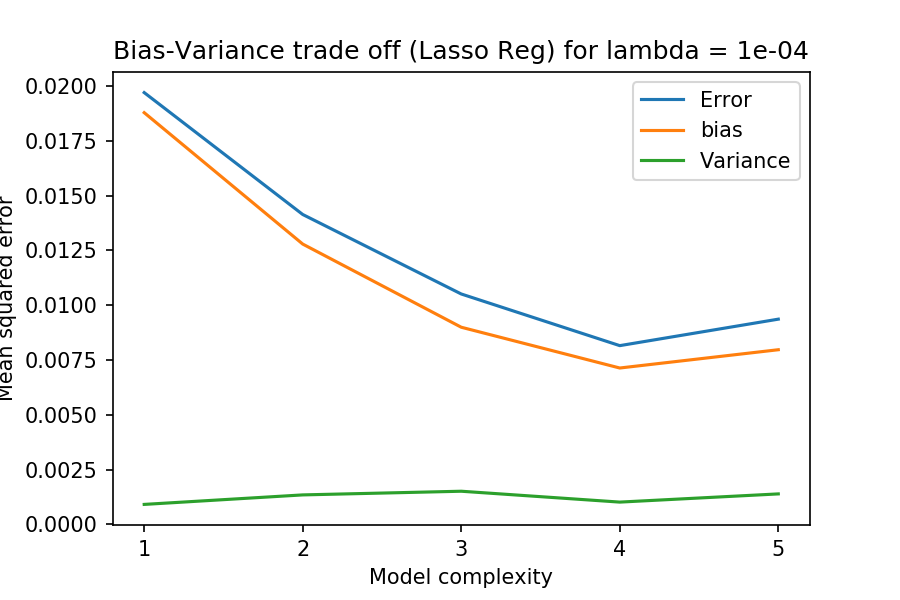 Bias-Variance trade off (Lasso Reg) for lambda = 1e-04
Error
bias
Variance
0.0200
0.0175
0.0150
0.0125
0.0100
0.0075
0.0050
0.0025
0.0000
Mean squared error
1 2 3 4 5
Model complexity